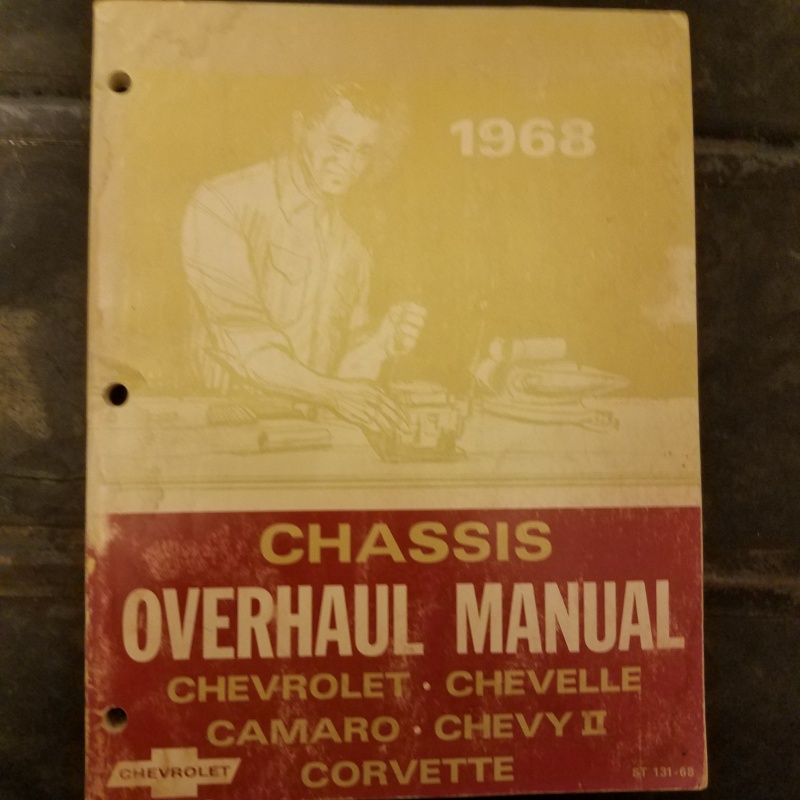 1968
CHASSIS
OVERHAUL MANUAL
CHEVROLET · CHEVELLE
CAMARO · CHEVY II
CORVETTE
CHEVROLET
ST 131-68